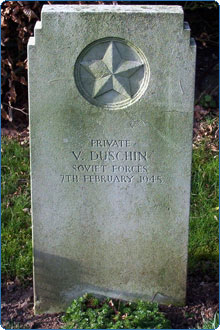 PRIVATE
V. DUSCHIN
SOVIET FORCES
7TH FEBRUARY 1945